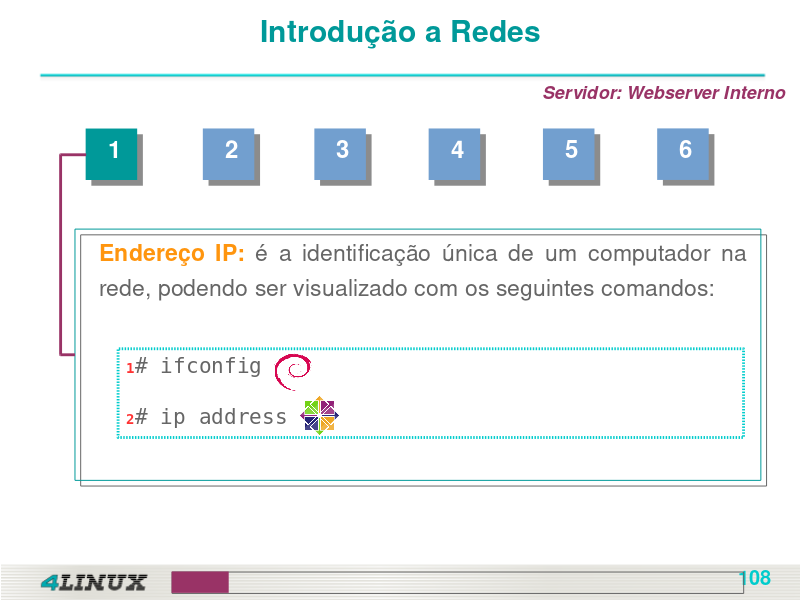 Introdução a Redes
Servidor: Webserver Interno
1 2 3 4 5 6
Endereço IP: é a identificação única de um computador na
rede, podendo ser visualizado com os seguintes comandos:
1# ifconfig
2# ip address
4LINUX
108